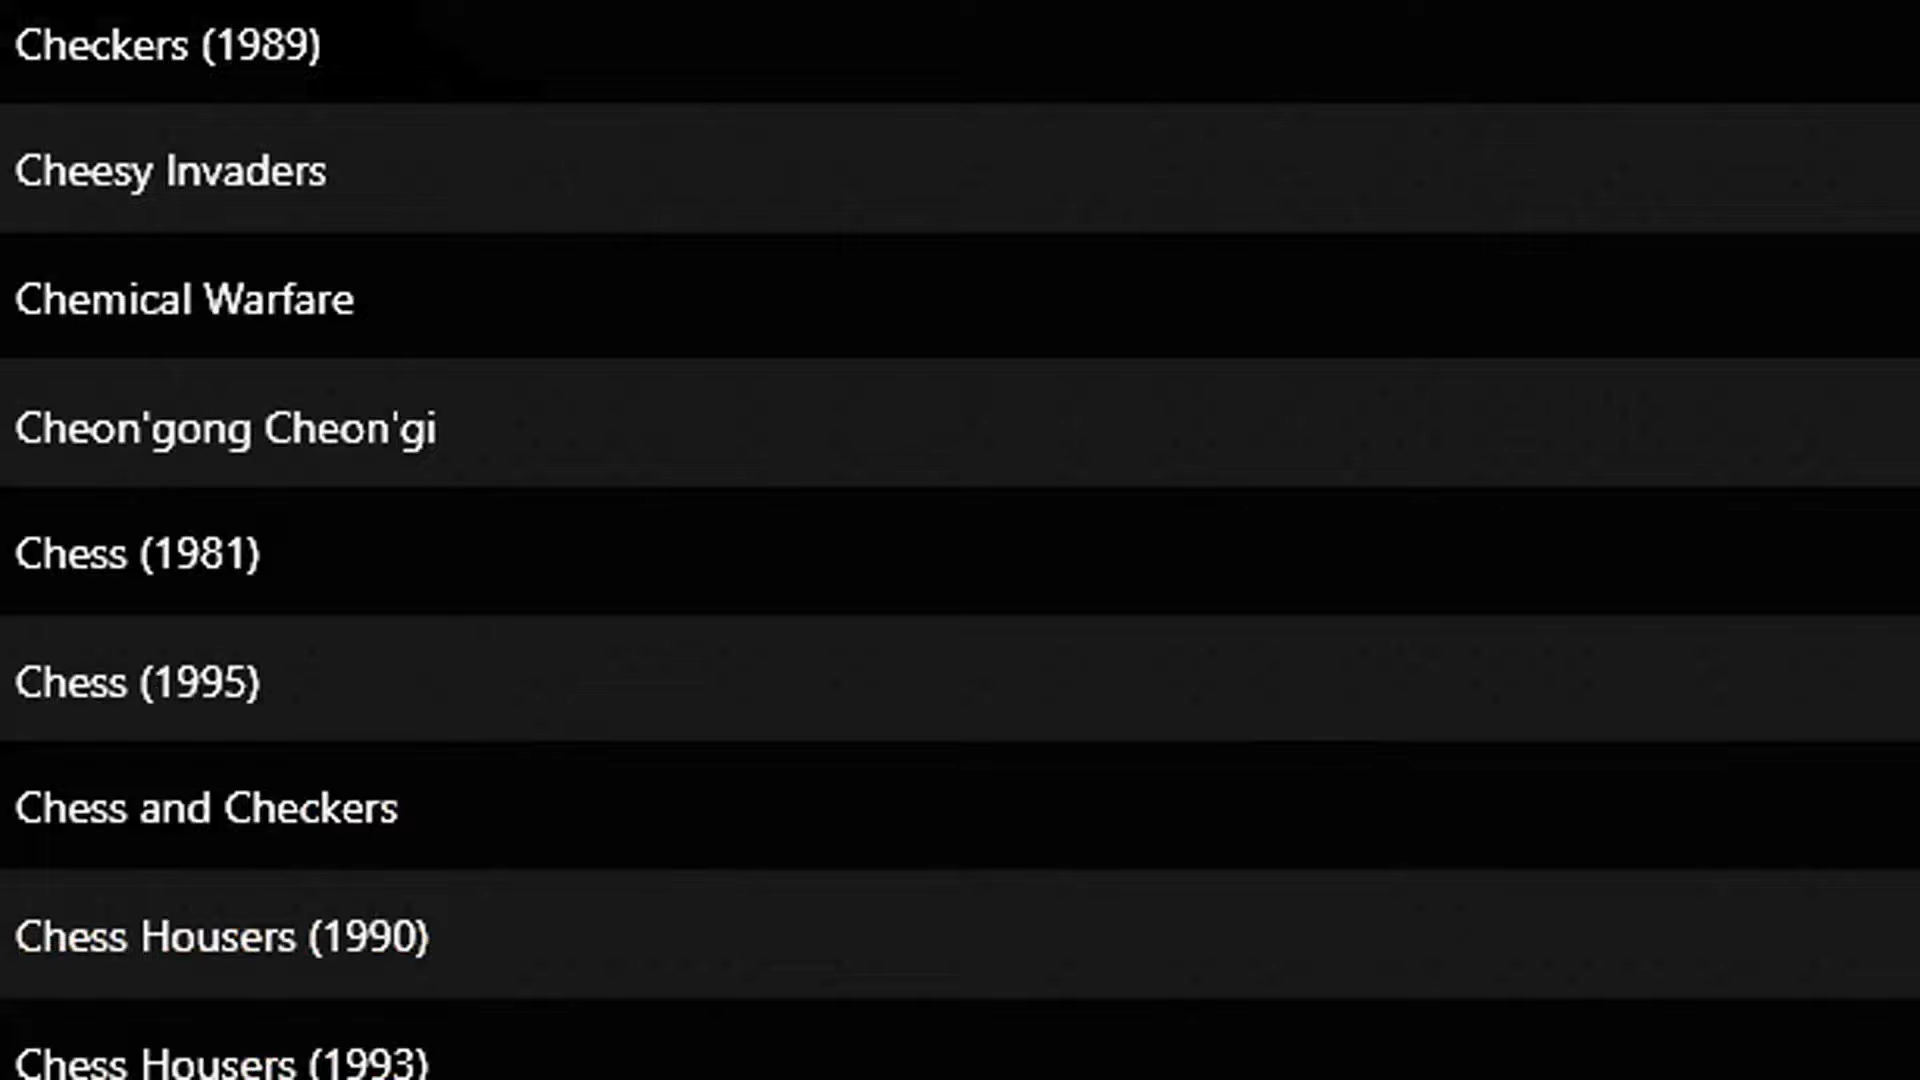 Checkers (1989)
Cheesy Invaders
Chemical Warfare
Cheon'gong Cheon'gi
Chess (1981)
Chess (1995)
Chess and Checkers
Chess Housers (1990)
Chess Housers (1993)